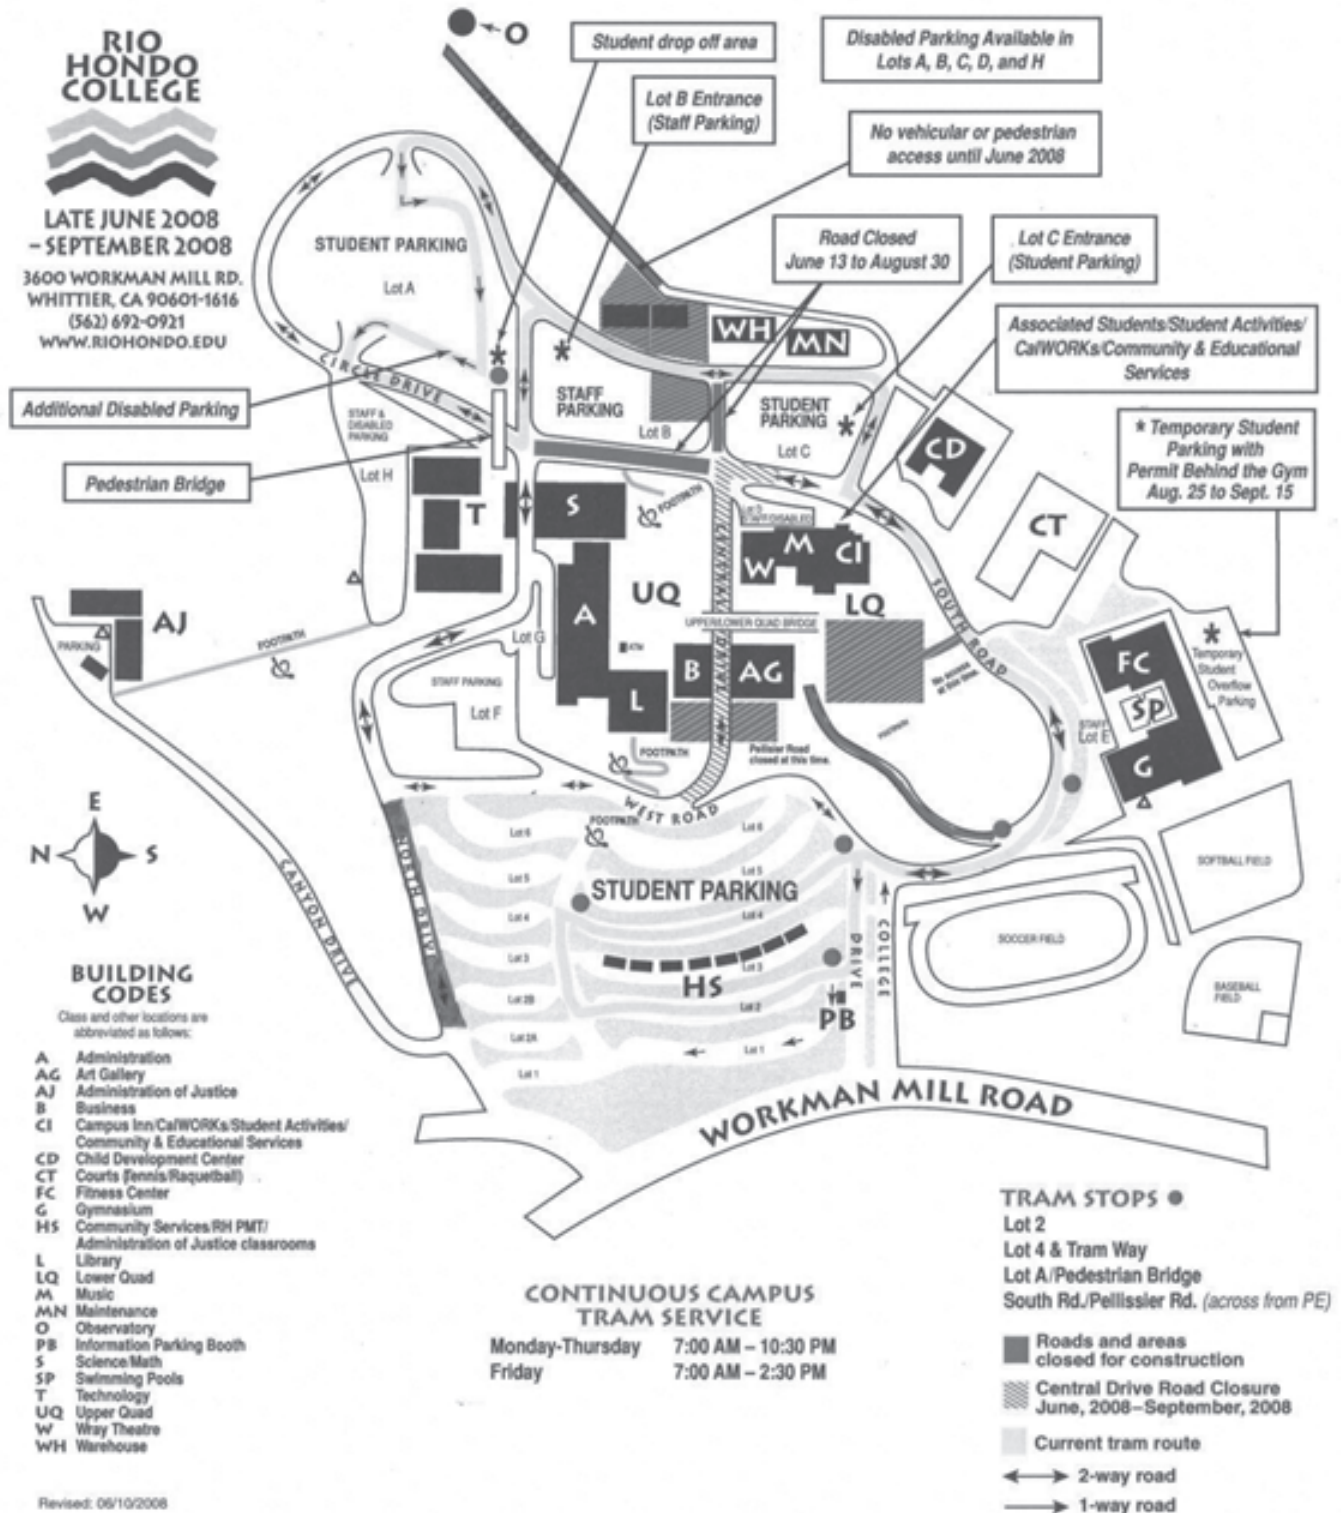 RIO
HONDO
COLLEGE
LATE JUNE 2008
– SEPTEMBER 2008
3600 WORKMAN MILL RD.
WHITTIER, CA 90601-1616
(562) 692-0921
WWW.RIOHONDO.EDU
O
Student drop off area
Disabled Parking Available in
Lots A, B, C, D, and H
Lot B Entrance
(Staff Parking)
No vehicular or pedestrian
access until June 2008
Road Closed
June 13 to August 30
Lot C Entrance
(Student Parking)
Associated Students/Student Activities/
CalWORKs/Community & Educational
Services
* Temporary Student
Parking with
Permit Behind the Gym
Aug. 25 to Sept. 15
Additional Disabled Parking
Pedestrian Bridge
STUDENT PARKING
Lot A
CIRCLE DRIVE
STAFF &
DISABLED
PARKING
Lot H
*
*
STAFF
PARKING
Lot B
WH
MN
STUDENT
PARKING
*
Lot C
CD
CT
T
S
FOOTPATH
STAFF/DISABLED
M
W
CI
LQ
UQ
A
UPPER/LOWER QUAD BRIDGE
SOUTH ROAD
No access
at this time.
AJ
PARKING
FOOTPATH
Lot G
STAFF PARKING
Lot F
ATM
L
B
AG
FOOTPATH
Pellisier Road
closed at this time.
FOOTPATH
FC
SP
G
STAFF
Lot E
*
Temporary
Student
Overflow
Parking
WEST ROAD
FOOTPATH
NORTH DRIVE
CANYON DRIVE
Lot 6
Lot 6
Lot 5
Lot 5
STUDENT PARKING
Lot 4
Lot 4
Lot 3
Lot 3
HS
Lot 2B
Lot 2
PB
Lot 2A
Lot 1
Lot 1
COLLEGE
DRIVE
SOFTBALL FIELD
SOCCER FIELD
BASEBALL
FIELD
WORKMAN MILL ROAD
E
N
S
W
BUILDING
CODES
Class and other locations are
abbreviated as follows:
A Administration
AG Art Gallery
AJ Administration of Justice
B Business
CI Campus Inn/CalWORKs/Student Activities/
Community & Educational Services
CD Child Development Center
CT Courts (Tennis/Raquetball)
FC Fitness Center
G Gymnasium
HS Community Services/RH PMT/
Administration of Justice classrooms
L Library
LQ Lower Quad
M Music
MN Maintenance
O Observatory
PB Information Parking Booth
S Science/Math
SP Swimming Pools
T Technology
UQ Upper Quad
W Wray Theatre
WH Warehouse
Revised: 06/10/2008
CONTINUOUS CAMPUS
TRAM SERVICE
Monday-Thursday 7:00 AM – 10:30 PM
Friday 7:00 AM – 2:30 PM
TRAM STOPS
Lot 2
Lot 4 & Tram Way
Lot A/Pedestrian Bridge
South Rd./Pellissier Rd. (across from PE)
Roads and areas
closed for construction
Central Drive Road Closure
June, 2008–September, 2008
Current tram route
2-way road
1-way road